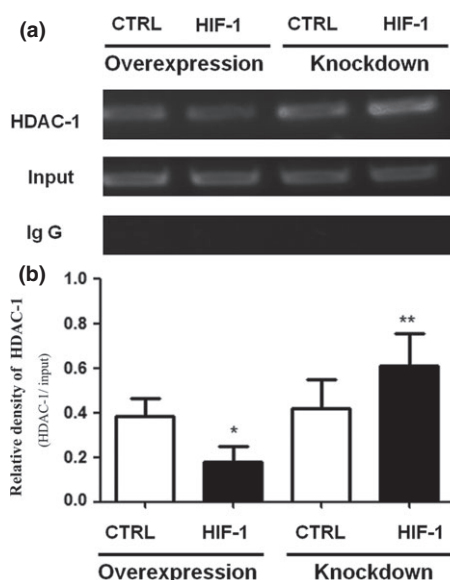 (a)
CTRL HIF-1 CTRL HIF-1
Overexpression Knockdown
HDAC-1
Input
Ig G
(b)
Relative density of HDAC-1
(HDAC-1/ input)
1.0
0.8
0.6
0.4
0.2
0.0
*
**
CTRL HIF-1 CTRL HIF-1
Overexpression Knockdown